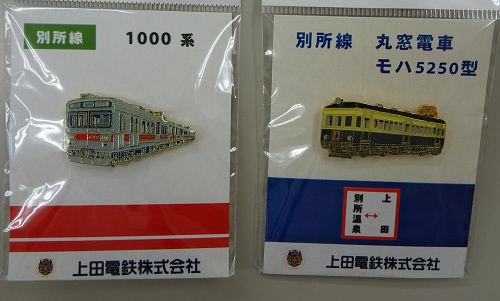 別所線
1000 系
上田電鉄株式会社
別所線 丸窓電車
モハ5250型
上田
↔
別所温泉
上田電鉄株式会社